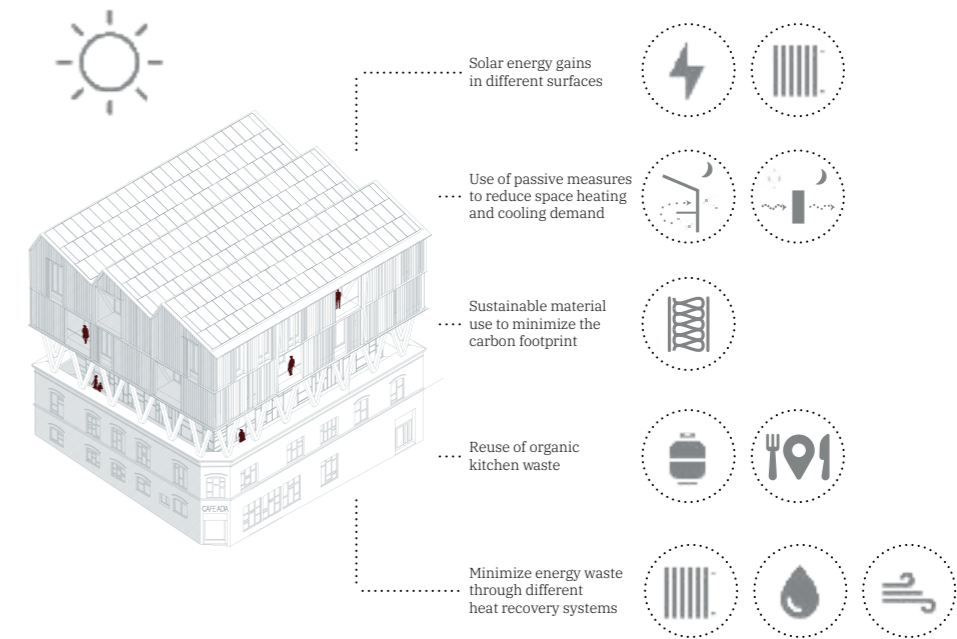 Solar energy gains
in different surfaces
Use of passive measures
to reduce space heating
and cooling demand
Sustainable material
use to minimize the
carbon footprint
Reuse of organic
kitchen waste
CAFE ADA
Minimize energy waste
through different
heat recovery systems